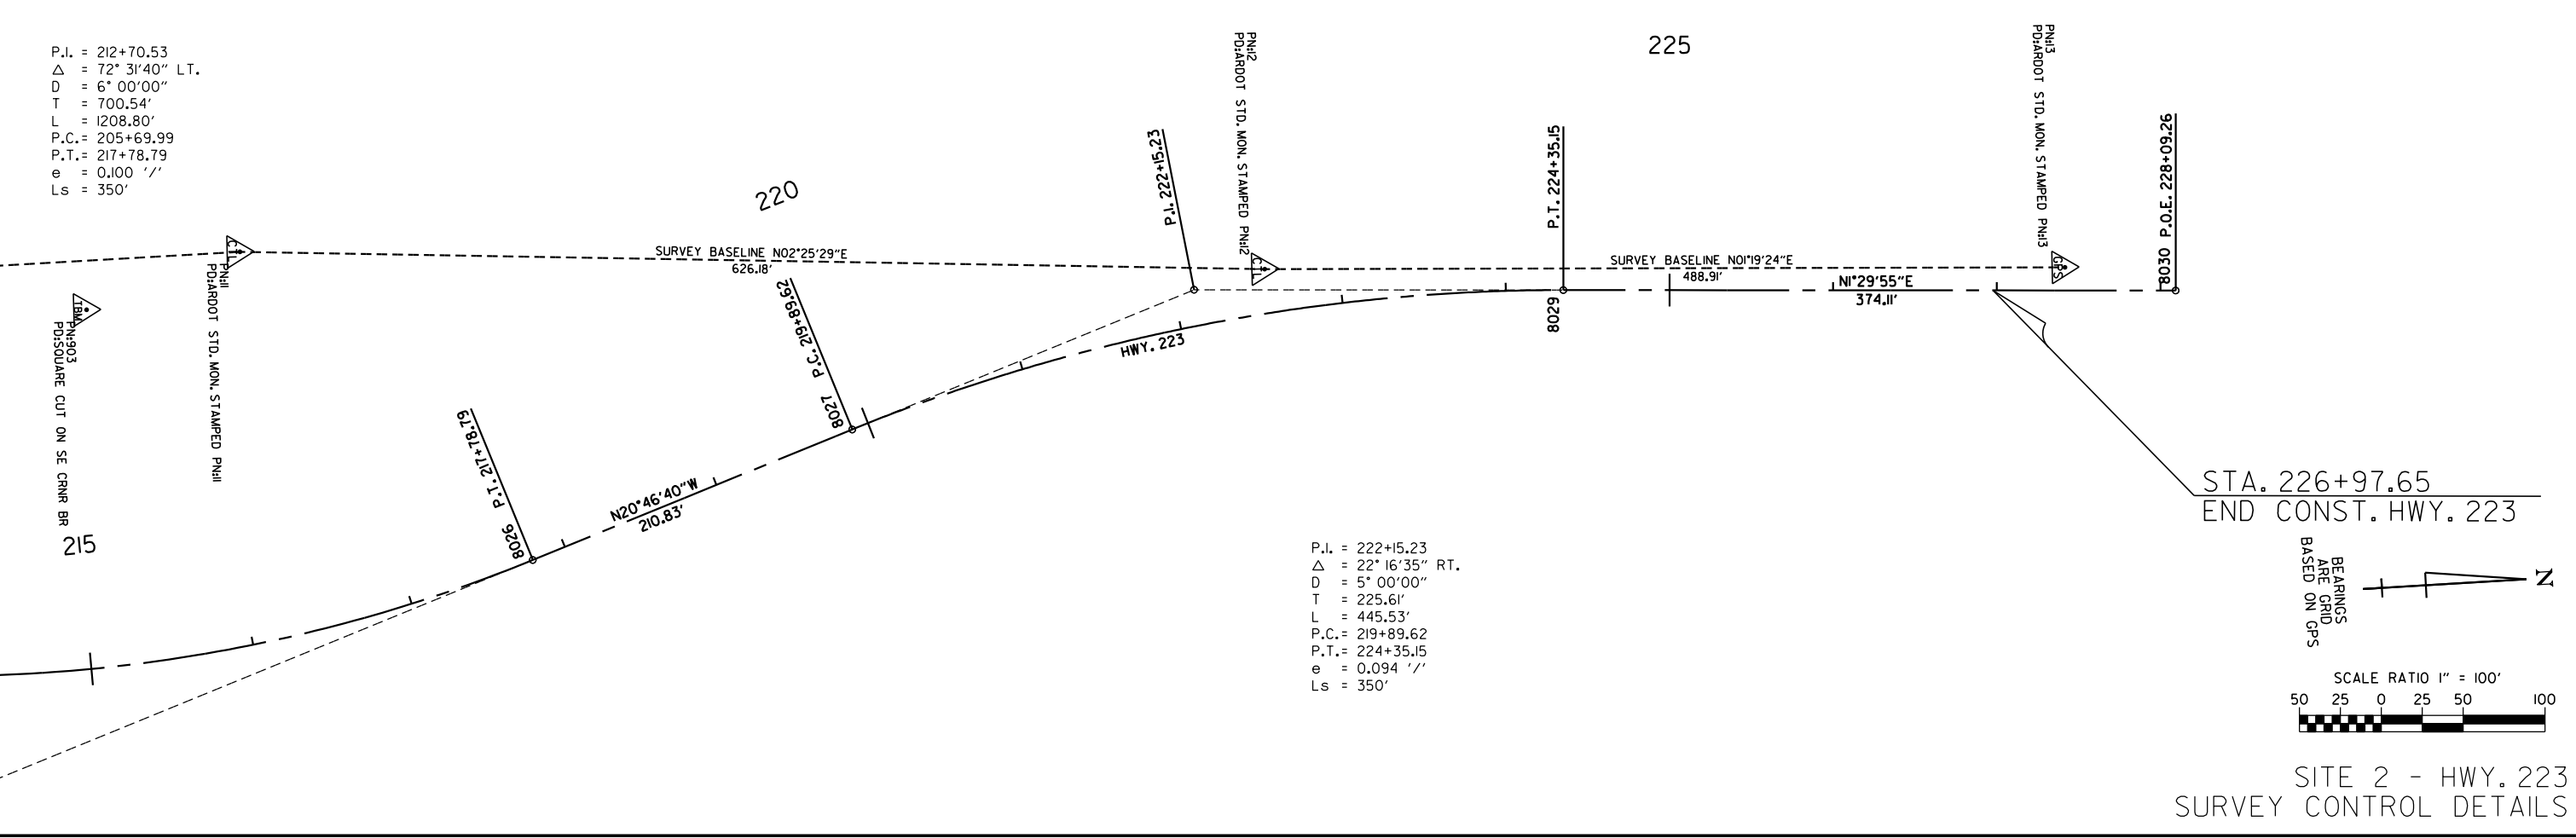 P.I. = 212+70.53
△ = 72° 31'40" LT.
D = 6° 00'00"
T = 700.54'
L = 1208.80'
P.C.= 205+69.99
P.T.= 217+78.79
e = 0.100 '/'
Ls = 350'
CTL
PN:11
PD:ARDOT STD. MON. STAMPED PN:11
TBM
PN:903
PD:SQUARE CUT ON SE CRNR BR
215
220
SURVEY BASELINE N02°25'29"E
626.18'
8026 P.T. 217+78.79
N20°46'40"W
210.83'
8027 P.C. 219+89.62
P.I. 222+15.23
PN:12
PD:ARDOT STD. MON. STAMPED PN:12
CTL
HWY. 223
225
P.T. 224+35.15
8029
SURVEY BASELINE N01°19'24"E
488.91'
N1°29'55"E
374.11'
PN:13
PD:ARDOT STD. MON. STAMPED PN:13
GPS
8030 P.O.E. 228+09.26
STA. 226+97.65
END CONST. HWY. 223
P.I. = 222+15.23
△ = 22° 16'35" RT.
D = 5° 00'00"
T = 225.61'
L = 445.53'
P.C.= 219+89.62
P.T.= 224+35.15
e = 0.094 '/'
Ls = 350'
BEARINGS
ARE GRID
BASED ON GPS
N
SCALE RATIO 1" = 100'
50 25 0 25 50 100
SITE 2 - HWY. 223
SURVEY CONTROL DETAILS